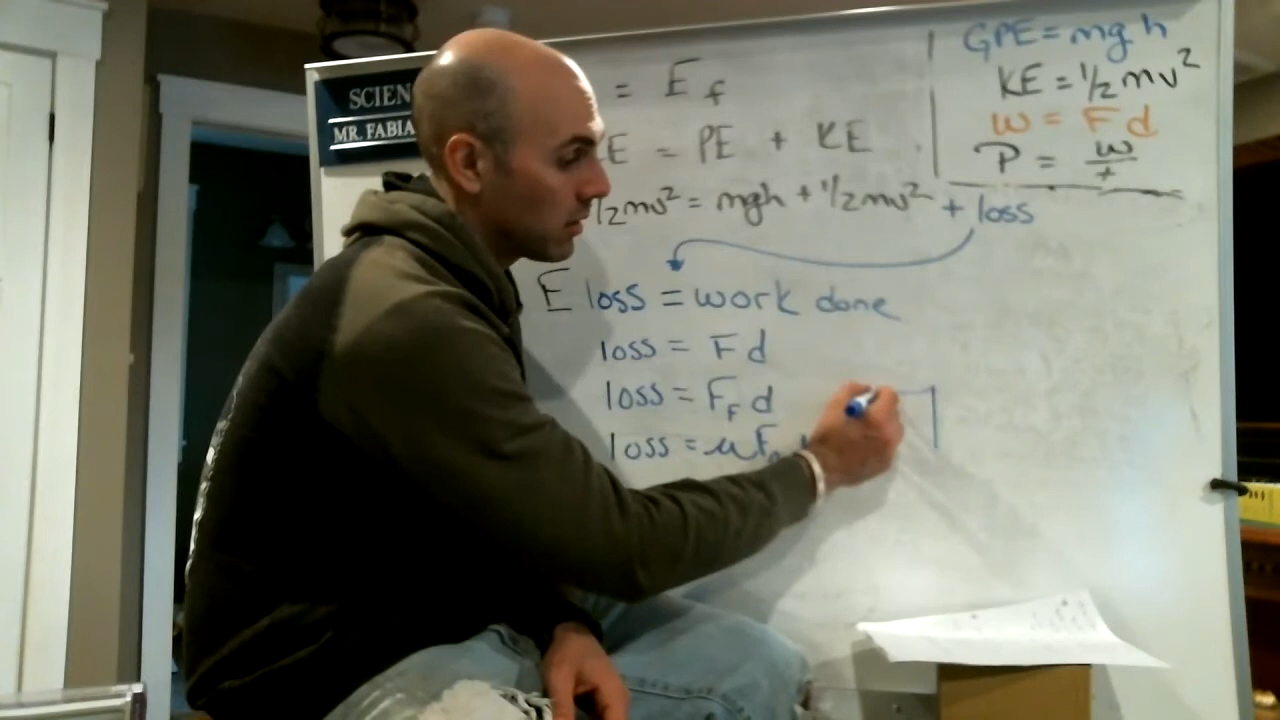 SCIEN
MR. FABIA
GPE = mgh
KE = 1/2 mv²
W = Fd
P = w/t
= E f
E = PE + KE
1/2mv² = mgh + 1/2mv² + loss
E loss = work done
loss = Fd
loss = F_F d
loss = μF